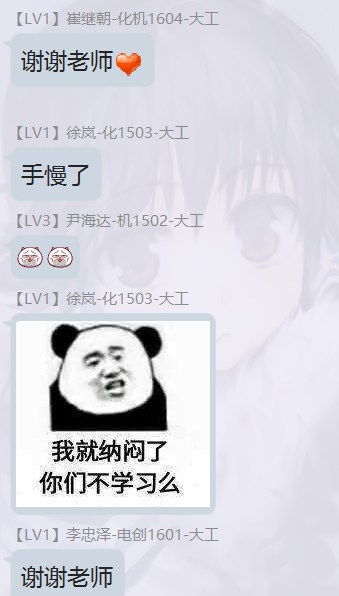 【LV1】崔继朝-化机1604-大工
谢谢老师
【LV1】徐岚-化1503-大工
手慢了
【LV3】尹海达-机1502-大工
【LV1】徐岚-化1503-大工
我就纳闷了
你们不学习么
【LV1】李忠泽-电创1601-大工
谢谢老师